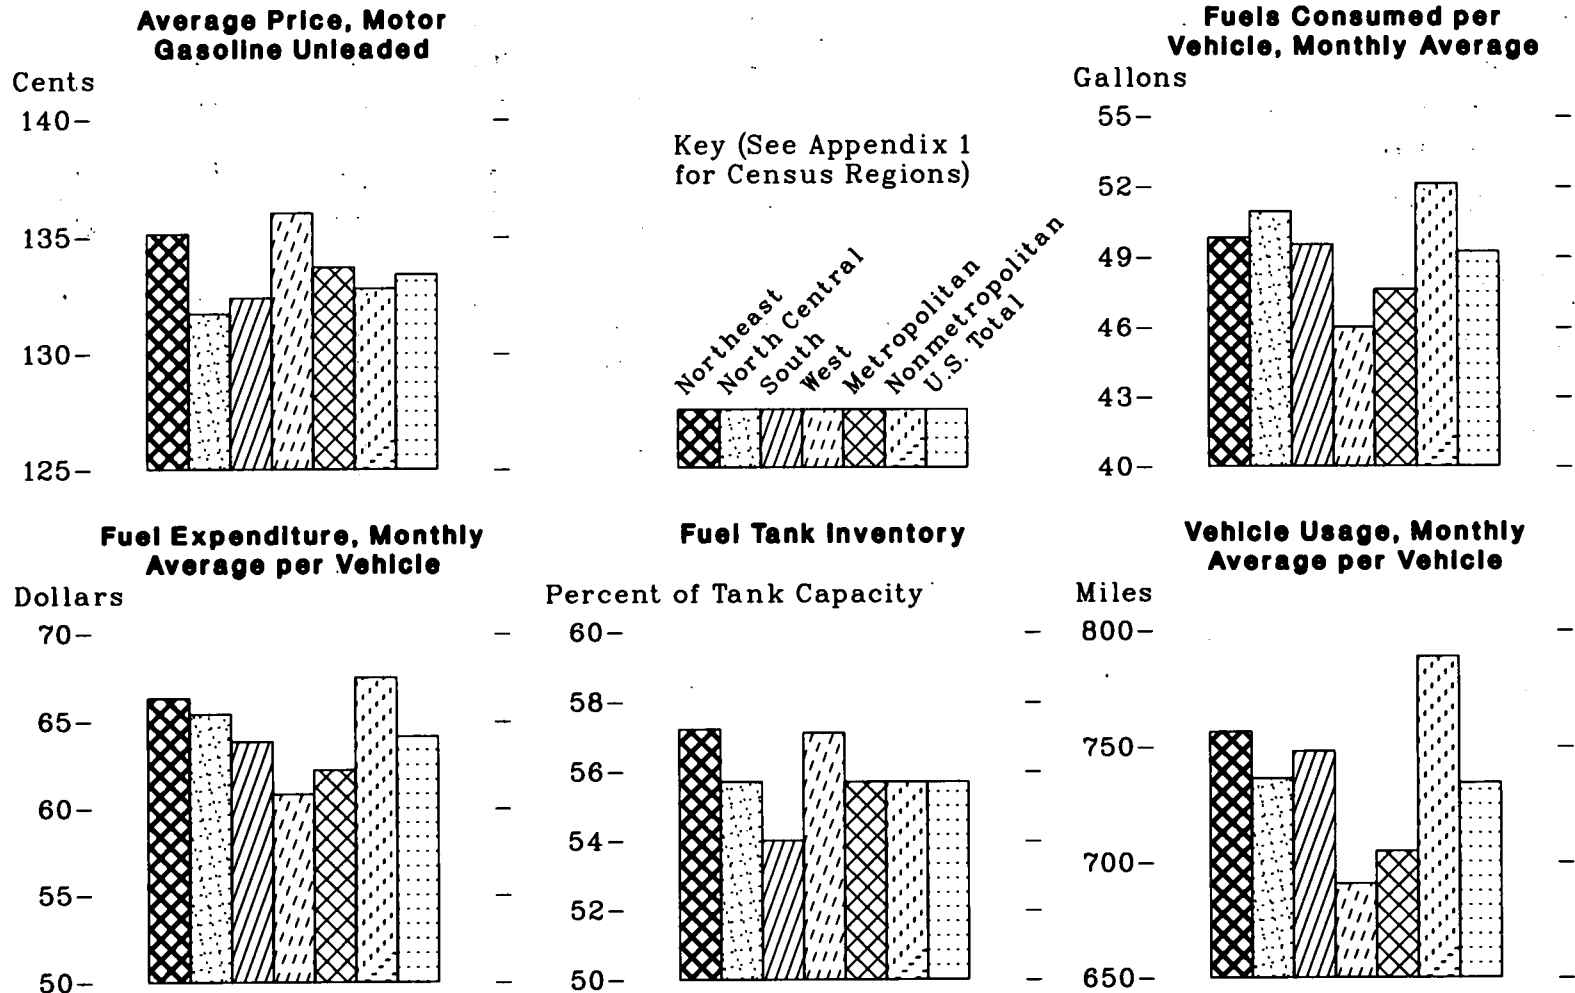 Average Price, Motor
Gasoline Unleaded
Cents
140-
135-
130-
125-
Key (See Appendix 1
for Census Regions)
Northeast
North Central
South
West
Metropolitan
Nonmetropolitan
U.S. Total
Fuels Consumed per
Vehicle, Monthly Average
Gallons
55-
52-
49-
46-
43-
40-
Fuel Expenditure, Monthly
Average per Vehicle
Dollars
70-
65-
60-
55-
50-
Fuel Tank Inventory
Percent of Tank Capacity
60-
58-
56-
54-
52-
50-
Vehicle Usage, Monthly
Average per Vehicle
Miles
800-
750-
700-
650-